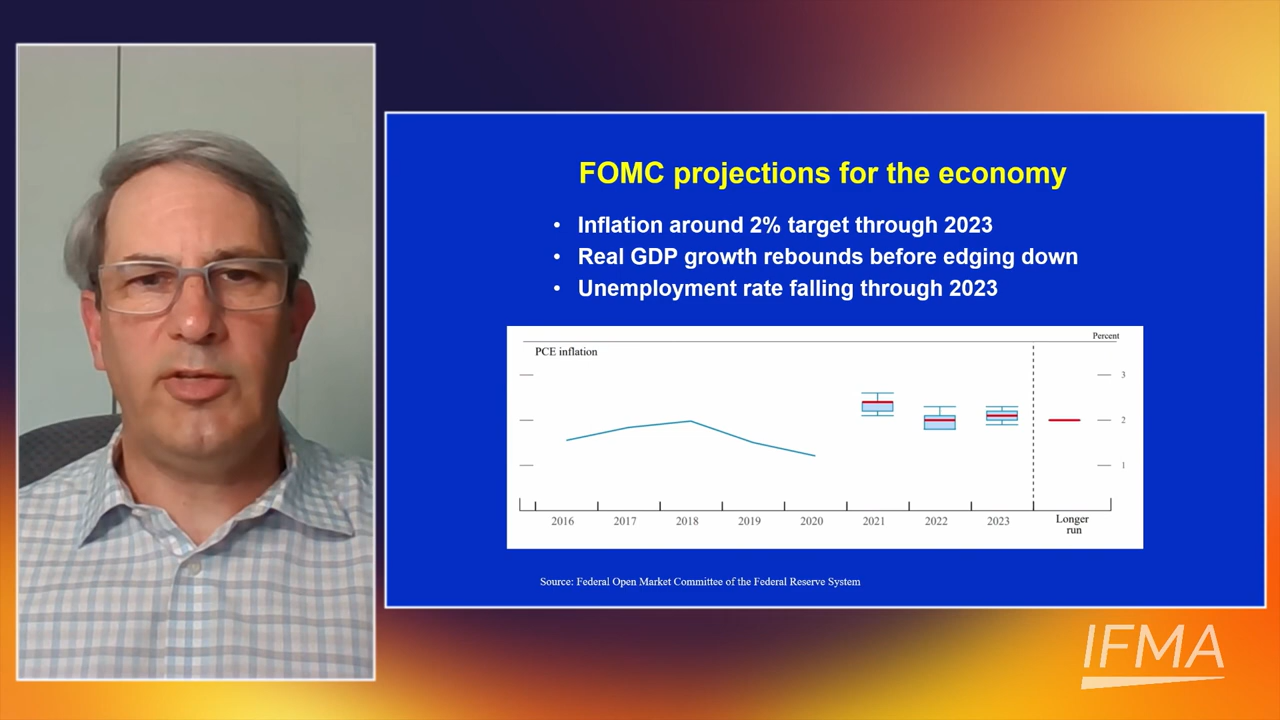 FOMC projections for the economy
• Inflation around 2% target through 2023
• Real GDP growth rebounds before edging down
• Unemployment rate falling through 2023
Percent
PCE inflation
3
2
1
2016 2017 2018 2019 2020 2021 2022 2023 Longer
run
Source: Federal Open Market Committee of the Federal Reserve System
IFMA